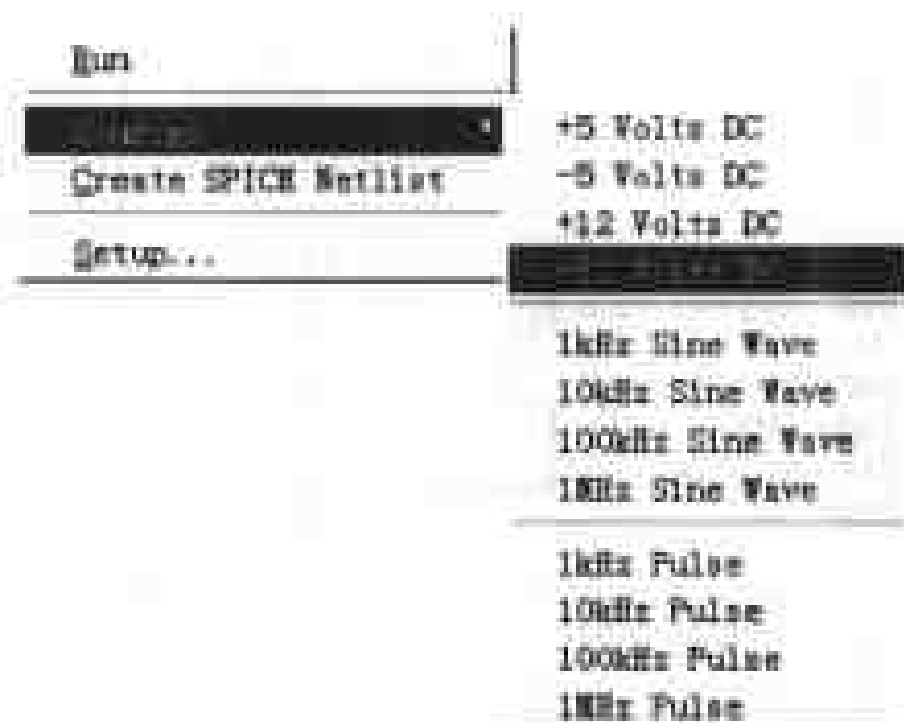 Run
Create SPICE Netlist
Setup...
+5 Volts DC
-5 Volts DC
+12 Volts DC
1kHz Sine Wave
10kHz Sine Wave
100kHz Sine Wave
1MHz Sine Wave
1kHz Pulse
10kHz Pulse
100kHz Pulse
1MHz Pulse